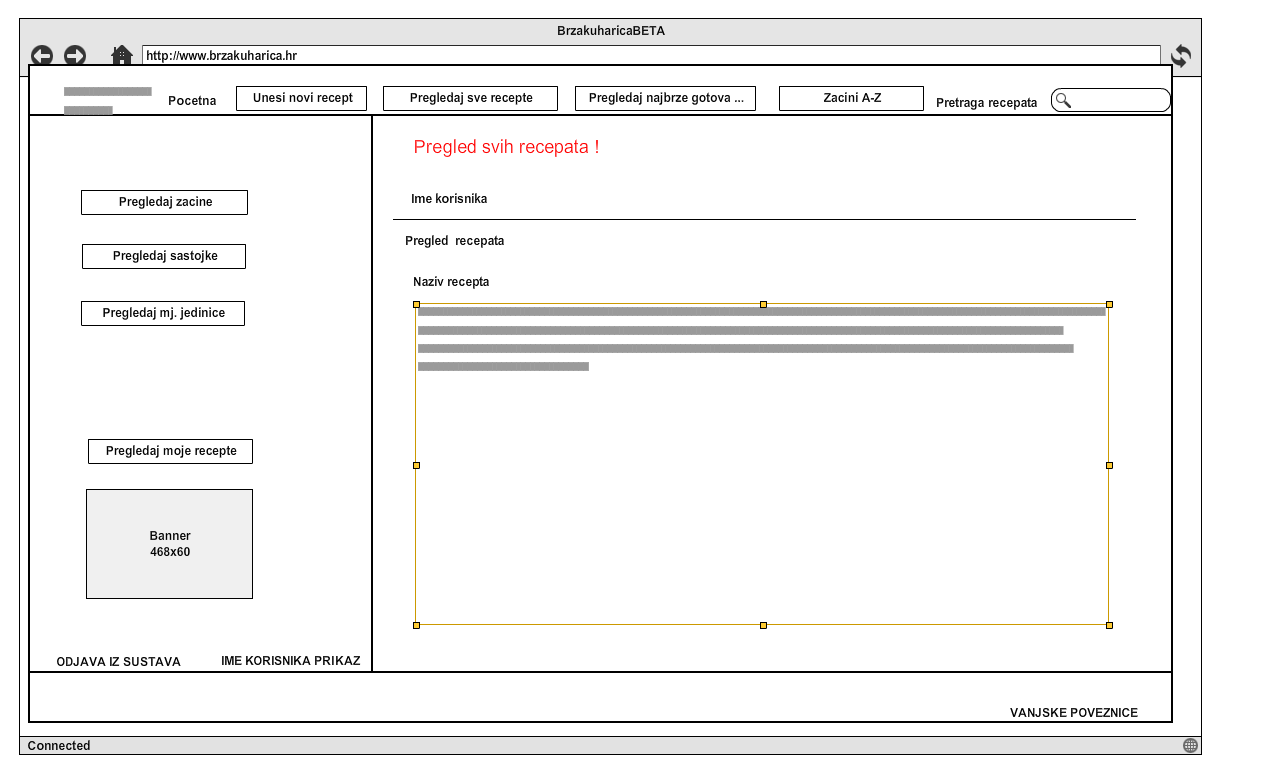 BrzakuharicaBETA
http://www.brzakuharica.hr
Pocetna
Unesi novi recept
Pregledaj sve recepte
Pregledaj najbrze gotova ...
Zacini A-Z
Pretraga recepata
Pregled svih recepata !
Pregledaj zacine
Ime korisnika
Pregled recepata
Pregledaj sastojke
Naziv recepta
Pregledaj mj. jedinice
Pregledaj moje recepte
Banner
468x60
ODJAVA IZ SUSTAVA
IME KORISNIKA PRIKAZ
VANJSKE POVEZNICE
Connected